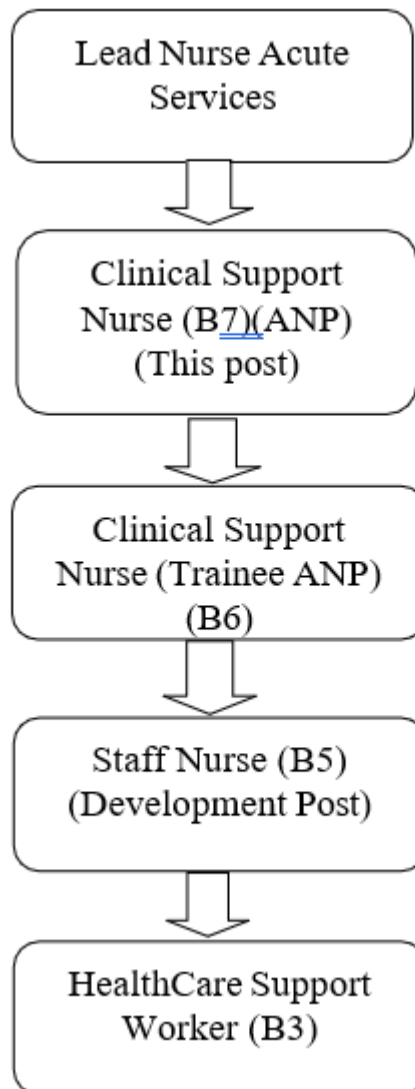 Lead Nurse Acute
Services
Clinical Support
Nurse (B7)(ANP)
(This post)
Clinical Support
Nurse (Trainee ANP)
(B6)
Staff Nurse (B5)
(Development Post)
HealthCare Support
Worker (B3)